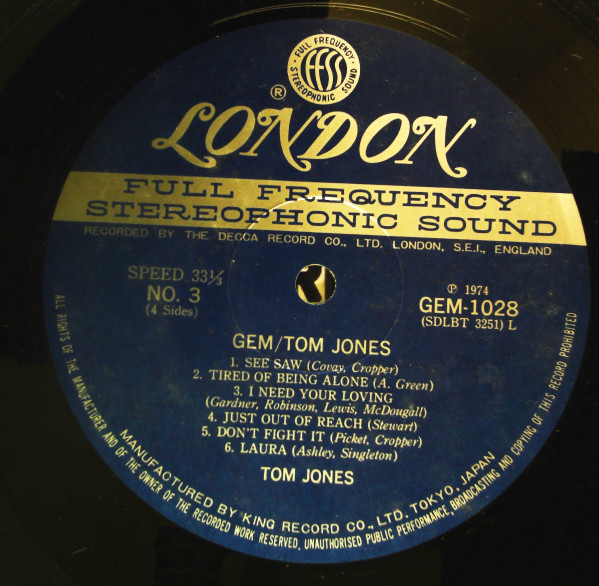 FULL FREQUENCY
STEREOPHONIC SOUND
FFSS
®
LONDON
FULL FREQUENCY
STEREOPHONIC SOUND
RECORDED BY THE DECCA RECORD CO., LTD. LONDON, S.E.I., ENGLAND
SPEED 33⅓
NO. 3
(4 Sides)
℗ 1974
GEM-1028
(SDLBT 3251) L
GEM/TOM JONES
1. SEE SAW (Covay, Cropper)
2. TIRED OF BEING ALONE (A. Green)
3. I NEED YOUR LOVING
(Gardner, Robinson, Lewis, McDougall)
4. JUST OUT OF REACH (Stewart)
5. DON'T FIGHT IT (Picket, Cropper)
6. LAURA (Ashley, Singleton)
TOM JONES
MANUFACTURED BY KING RECORD CO., LTD. TOKYO, JAPAN
ALL RIGHTS OF THE MANUFACTURER AND OF THE OWNER OF THE RECORDED WORK RESERVED, UNAUTHORISED PUBLIC PERFORMANCE, BROADCASTING AND COPYING OF THIS RECORD PROHIBITED